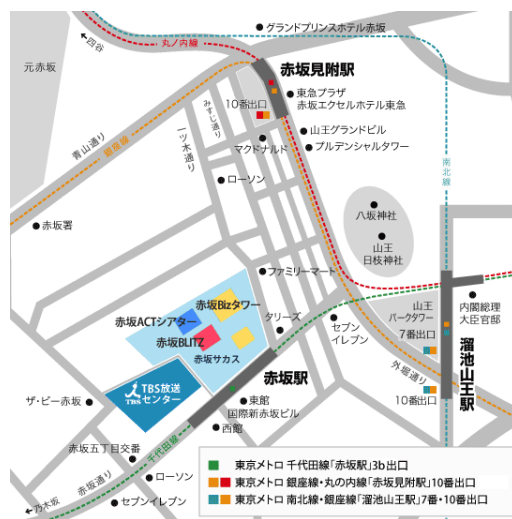 グランドプリンスホテル赤坂
丸ノ内線
四谷
元赤坂
赤坂見附駅
東急プラザ
赤坂エクセルホテル東急
10番出口
みすじ通り
一ツ木通り
山王グランドビル
マクドナルド
プルデンシャルタワー
青山通り
銀座線
南北線
ローソン
八坂神社
赤坂署
山王
日枝神社
ファミリーマート
赤坂Bizタワー
赤坂ACTシアター
赤坂BLITZ
赤坂サカス
タリーズ
セブン
イレブン
山王
パークタワー
7番出口
内閣総理
大臣官邸
溜池山王駅
外堀通り
10番出口
赤坂駅
TBS放送
センター
TBS
ザ・ビー赤坂
東館
国際新赤坂ビル
西館
赤坂五丁目交番
千代田線
赤坂通り
ローソン
セブンイレブン
乃木坂
東京メトロ 千代田線「赤坂駅」3b出口
東京メトロ 銀座線・丸の内線「赤坂見附駅」10番出口
東京メトロ 南北線・銀座線「溜池山王駅」7番・10番出口